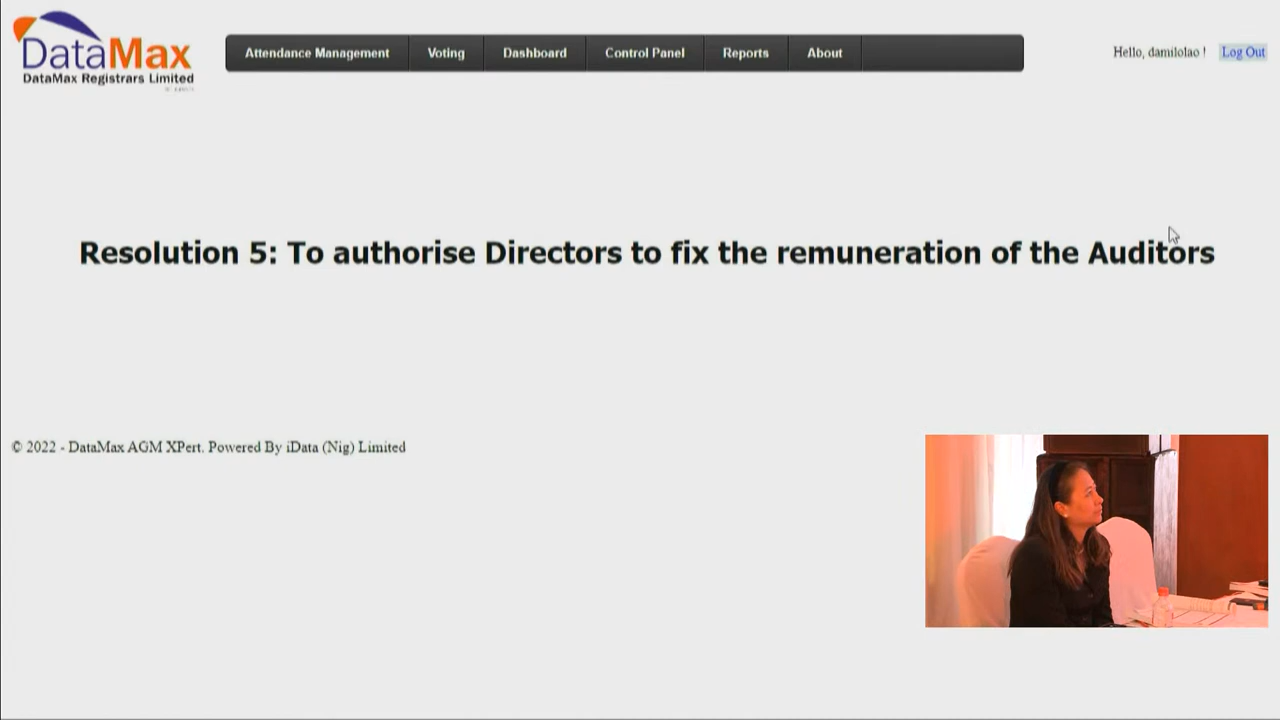 DataMax
DataMax Registrars Limited
Attendance Management
Voting
Dashboard
Control Panel
Reports
About
Hello, damilolao !
Log Out
Resolution 5: To authorise Directors to fix the remuneration of the Auditors
© 2022 - DataMax AGM XPert. Powered By iData (Nig) Limited